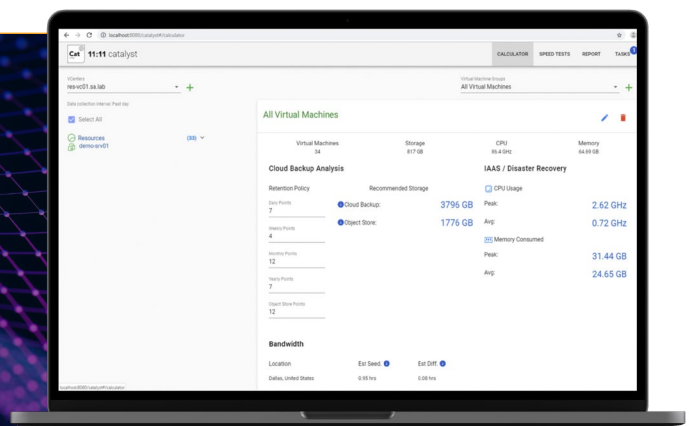 localhost:8080/catalyst#/calculator
Cat 11:11 catalyst
CALCULATOR SPEED TESTS REPORT TASKS
VCenters
res-vc01.sa.lab
Virtual Machine Groups
All Virtual Machines
Data collection interval: Past day
Select All
Resources (33)
demo-srv01
All Virtual Machines
Virtual Machines Storage CPU Memory
34 817 GB 86.4 GHz 64.69 GB
Cloud Backup Analysis IAAS / Disaster Recovery
Retention Policy Recommended Storage CPU Usage
Daily Points
7
Cloud Backup: 3796 GB
Peak: 2.62 GHz
Weekly Points
4
Object Store: 1776 GB
Avg: 0.72 GHz
Memory Consumed
Monthly Points
12
Peak: 31.44 GB
Yearly Points
7
Avg: 24.65 GB
Object Store Points
12
Bandwidth
Location Est Seed: Est Diff:
Dallas, United States 0.95 hrs 0.08 hrs
localhost:8080/catalyst#/calculator